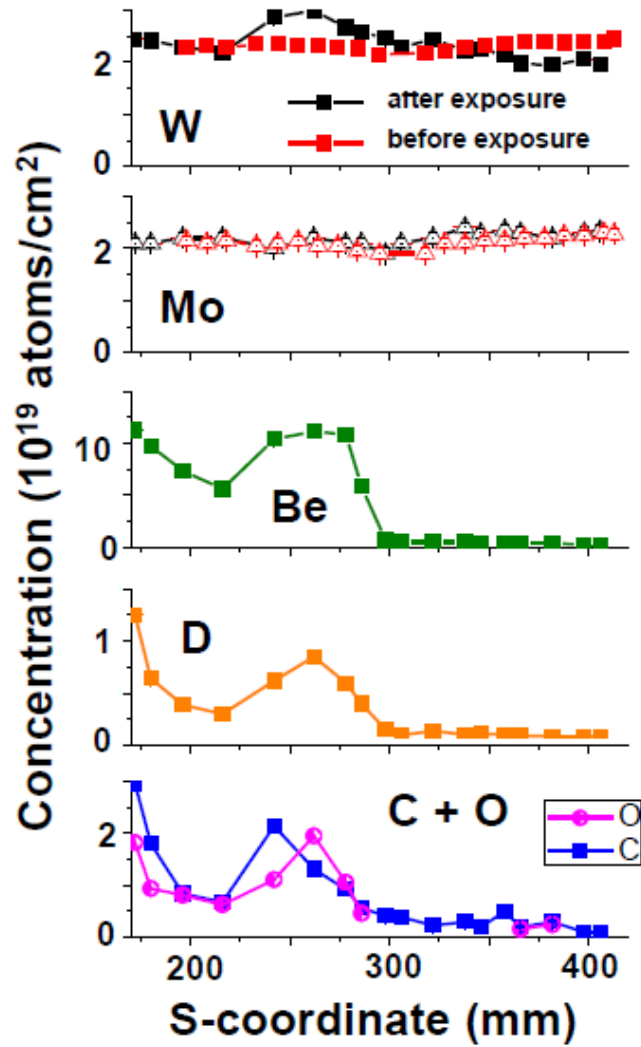 Concentration (10¹⁹ atoms/cm²)
2
0
W
after exposure
before exposure
2
0
Mo
10
0
Be
1
0
D
2
0
C + O
O
C
200
300
400
S-coordinate (mm)